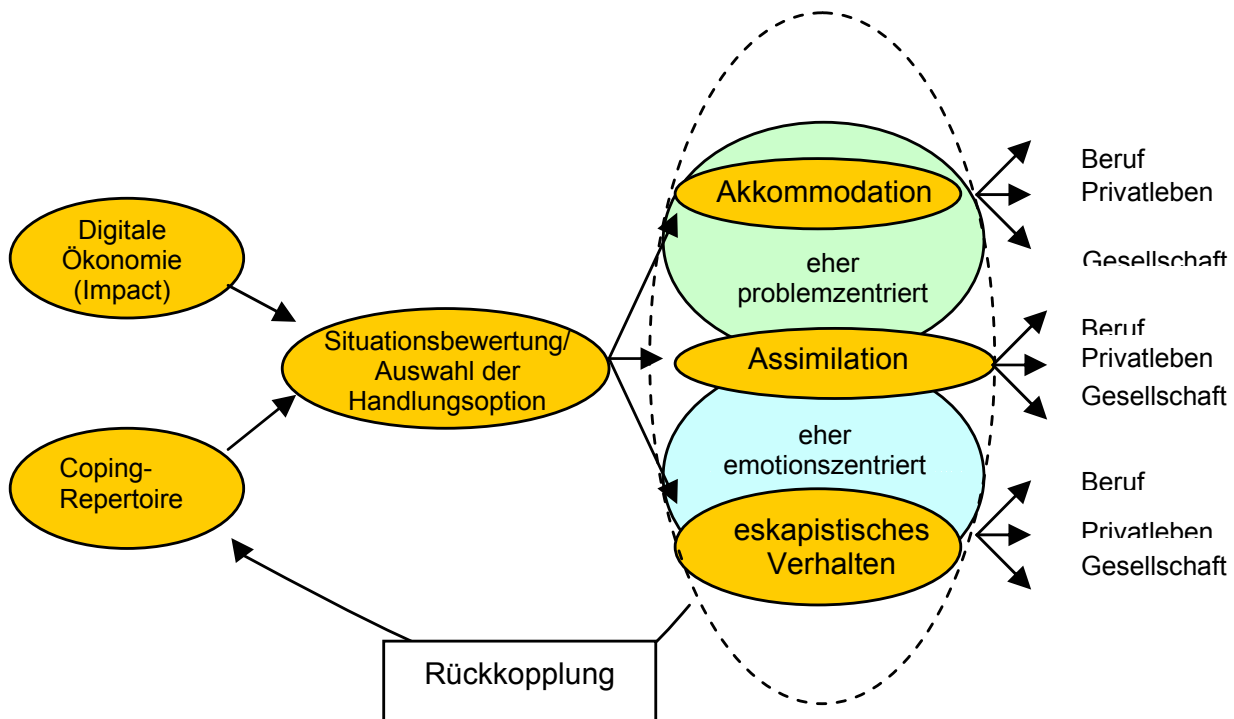 Digitale
Ökonomie
(Impact)
Coping-
Repertoire
Situationsbewertung/
Auswahl der
Handlungsoption
Akkommodation
eher
problemzentriert
Assimilation
eher
emotionszentriert
eskapistisches
Verhalten
Beruf
Privatleben
Gesellschaft
Beruf
Privatleben
Gesellschaft
Beruf
Privatleben
Gesellschaft
Rückkopplung